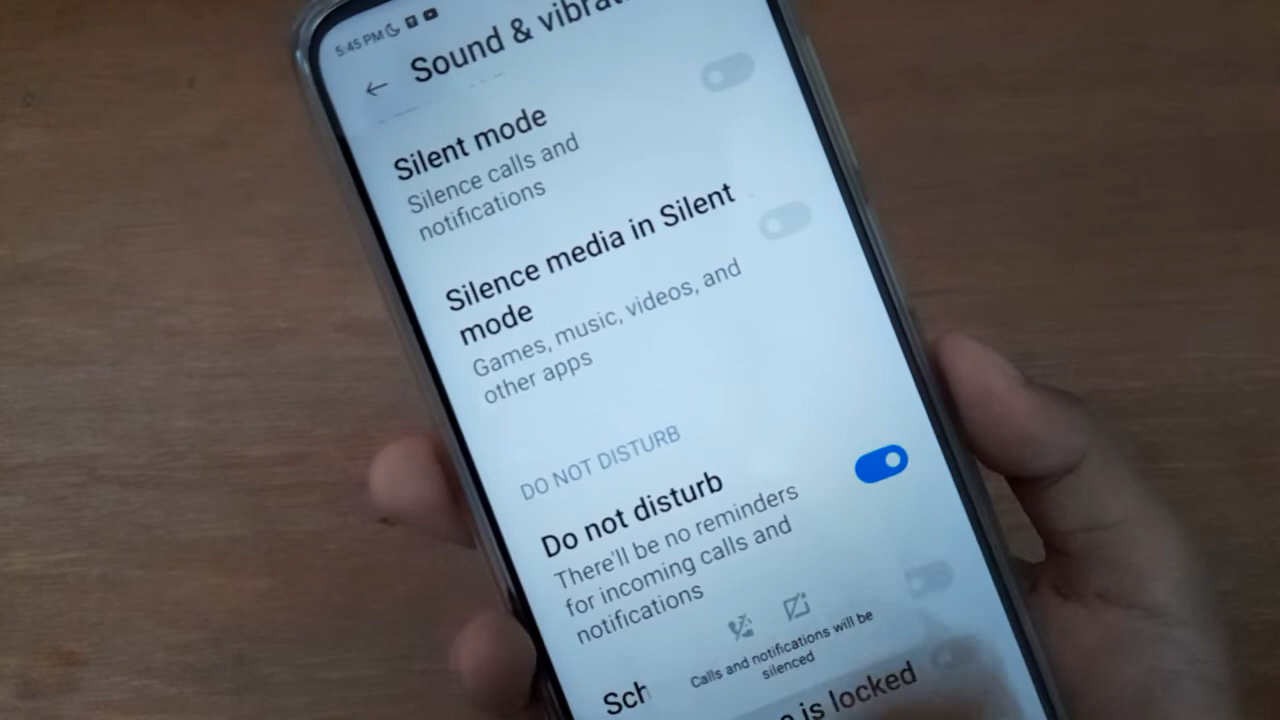 5:45 PM
Sound & vibrat
Silent mode
Silence calls and
notifications
Silence media in Silent
mode
Games, music, videos, and
other apps
DO NOT DISTURB
Do not disturb
There'll be no reminders
for incoming calls and
notifications
Calls and notifications will be
silenced
Sch
is locked